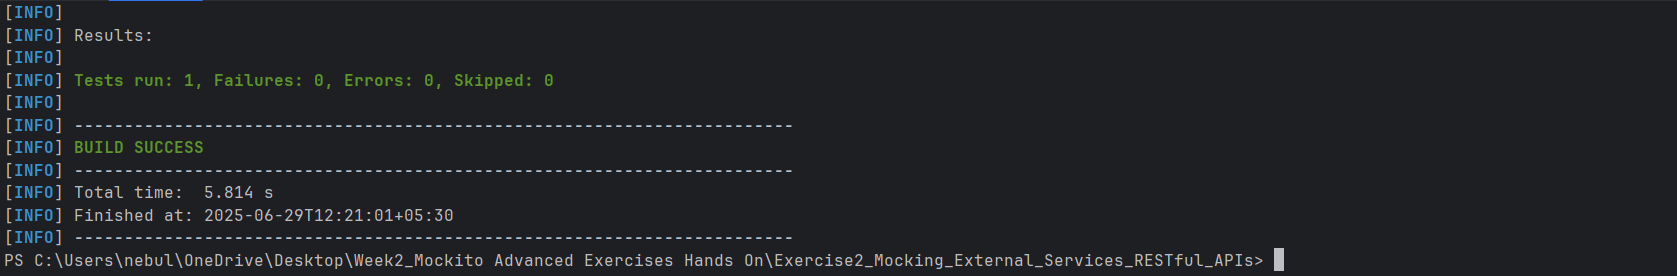 [INFO]
[INFO] Results:
[INFO]
[INFO] Tests run: 1, Failures: 0, Errors: 0, Skipped: 0
[INFO]
[INFO] ------------------------------------------------------------------------
[INFO] BUILD SUCCESS
[INFO] ------------------------------------------------------------------------
[INFO] Total time:  5.814 s
[INFO] Finished at: 2025-06-29T12:21:01+05:30
[INFO] ------------------------------------------------------------------------
PS C:\Users\nebul\OneDrive\Desktop\Week2_Mockito Advanced Exercises Hands On\Exercise2_Mocking_External_Services_RESTful_APIs>